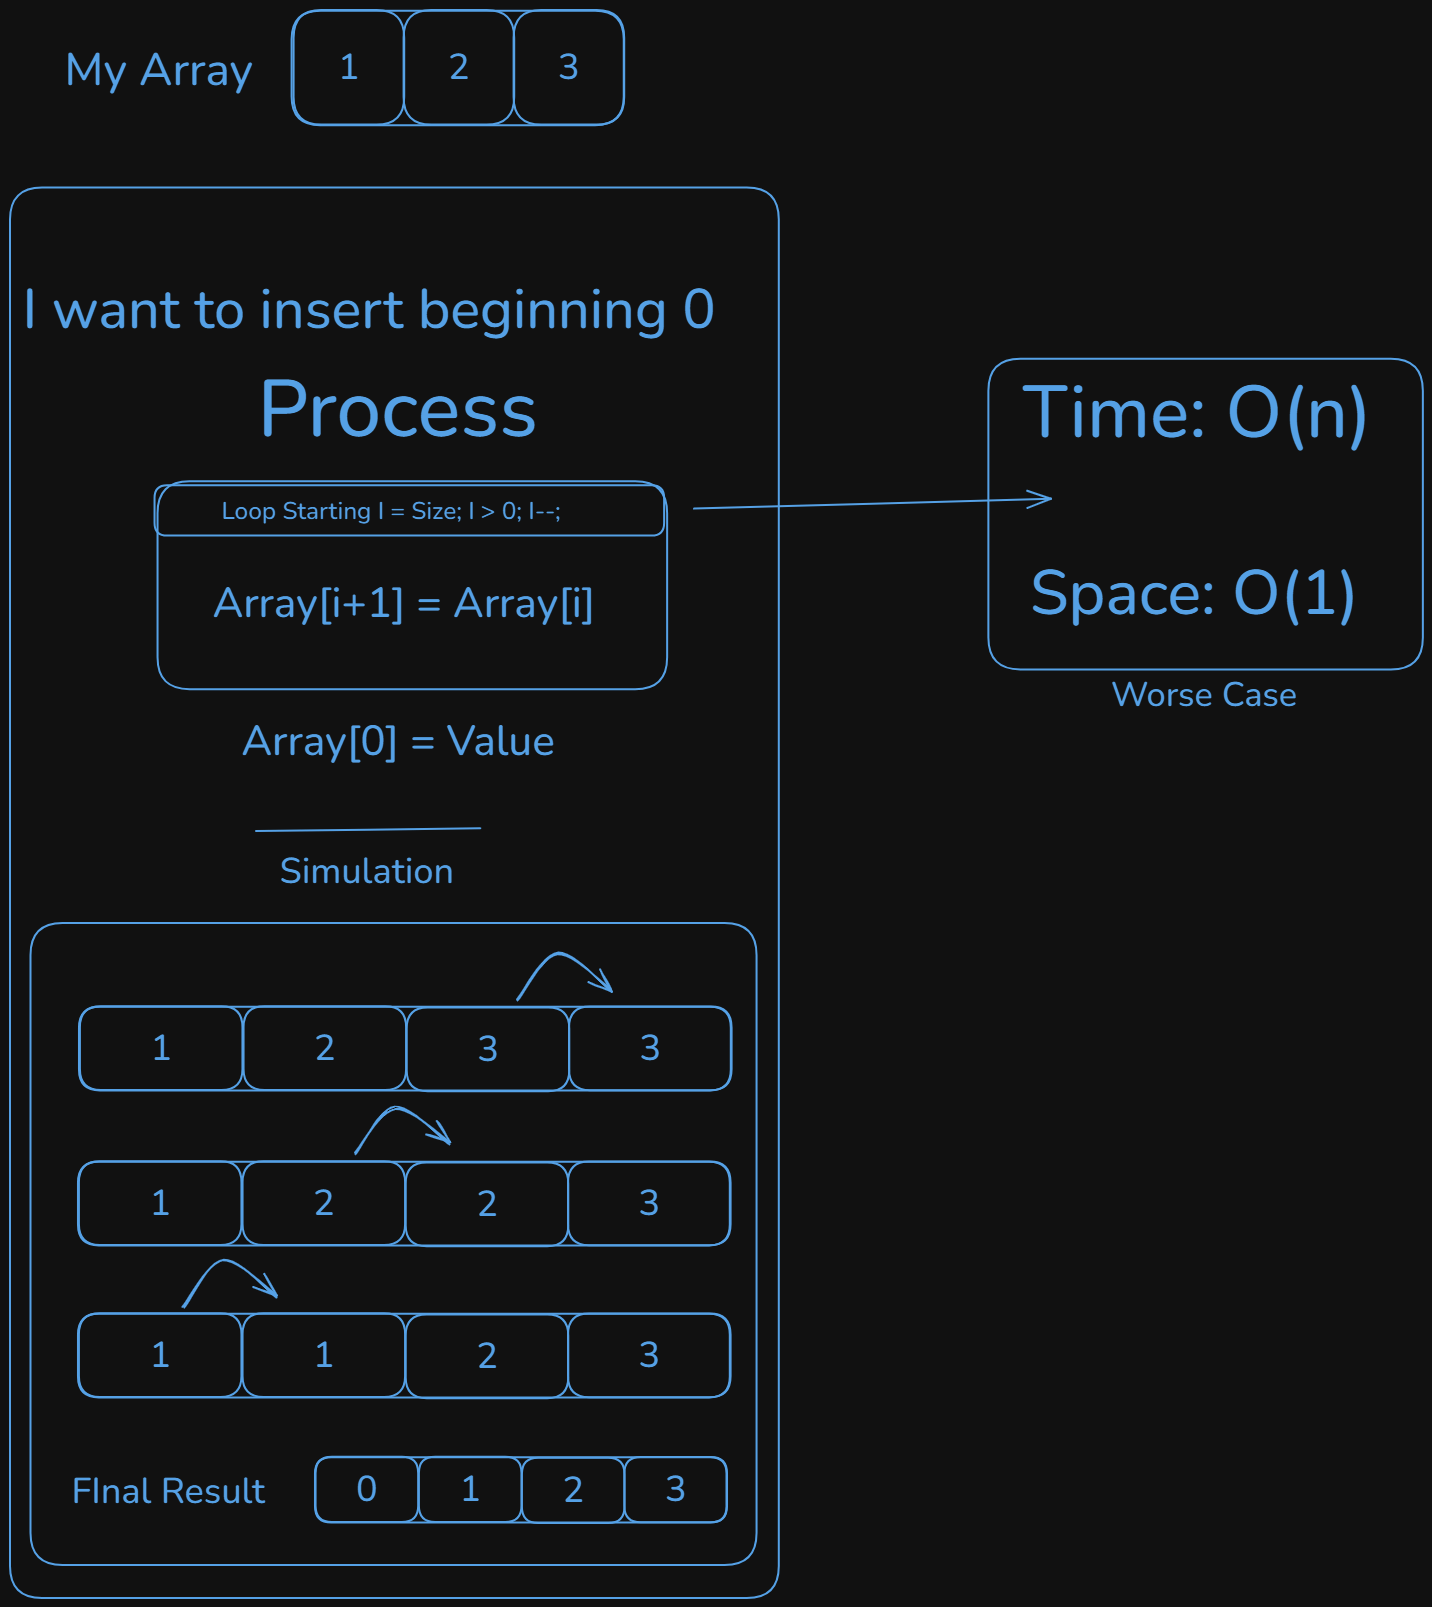 My Array 1 2 3
I want to insert beginning 0
Process
Loop Starting I = Size; I > 0; I--;
Array[i+1] = Array[i]
Array[0] = Value
Simulation
1 2 3 3
1 2 2 3
1 1 2 3
FInal Result 0 1 2 3
Time: O(n)
Space: O(1)
Worse Case